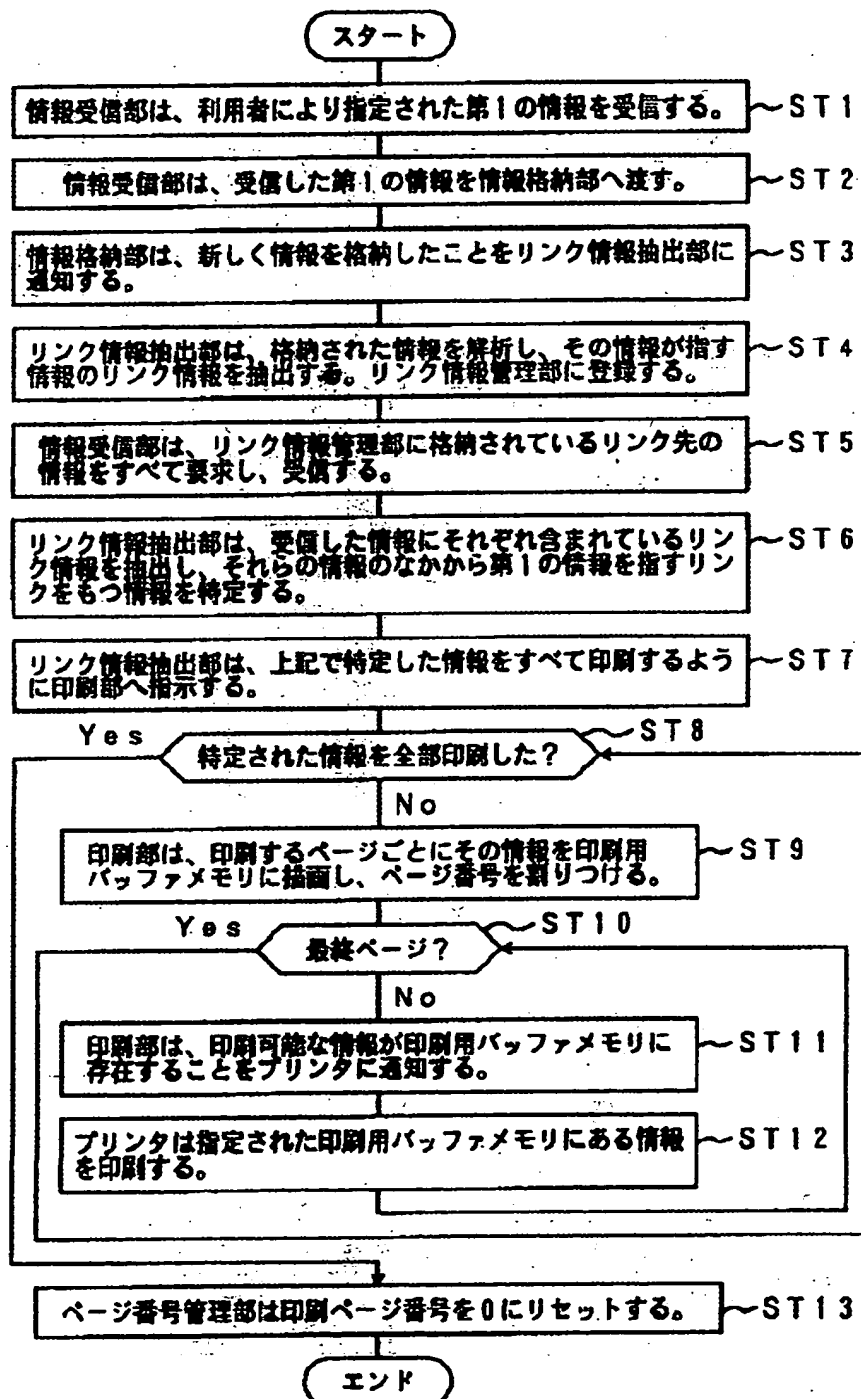 スタート
情報受信部は、利用者により指定された第1の情報を受信する。
ST1
情報受信部は、受信した第1の情報を情報格納部へ渡す。
ST2
情報格納部は、新しく情報を格納したことをリンク情報抽出部に
通知する。
ST3
リンク情報抽出部は、格納された情報を解析し、その情報が指す
情報のリンク情報を抽出する。リンク情報管理部に登録する。
ST4
情報受信部は、リンク情報管理部に格納されているリンク先の
情報をすべて要求し、受信する。
ST5
リンク情報抽出部は、受信した情報にそれぞれ含まれているリン
ク情報を抽出し、それらの情報のなかから第1の情報を指すリン
クをもつ情報を特定する。
ST6
リンク情報抽出部は、上記で特定した情報をすべて印刷するよう
に印刷部へ指示する。
ST7
Yes
特定された情報を全部印刷した?
ST8
No
印刷部は、印刷するページごとにその情報を印刷用
バッファメモリに描画し、ページ番号を割りつける。
ST9
Yes
最終ページ?
ST10
No
印刷部は、印刷可能な情報が印刷用バッファメモリに
存在することをプリンタに通知する。
ST11
プリンタは指定された印刷用バッファメモリにある情報
を印刷する。
ST12
ページ番号管理部は印刷ページ番号を0にリセットする。
ST13
エンド